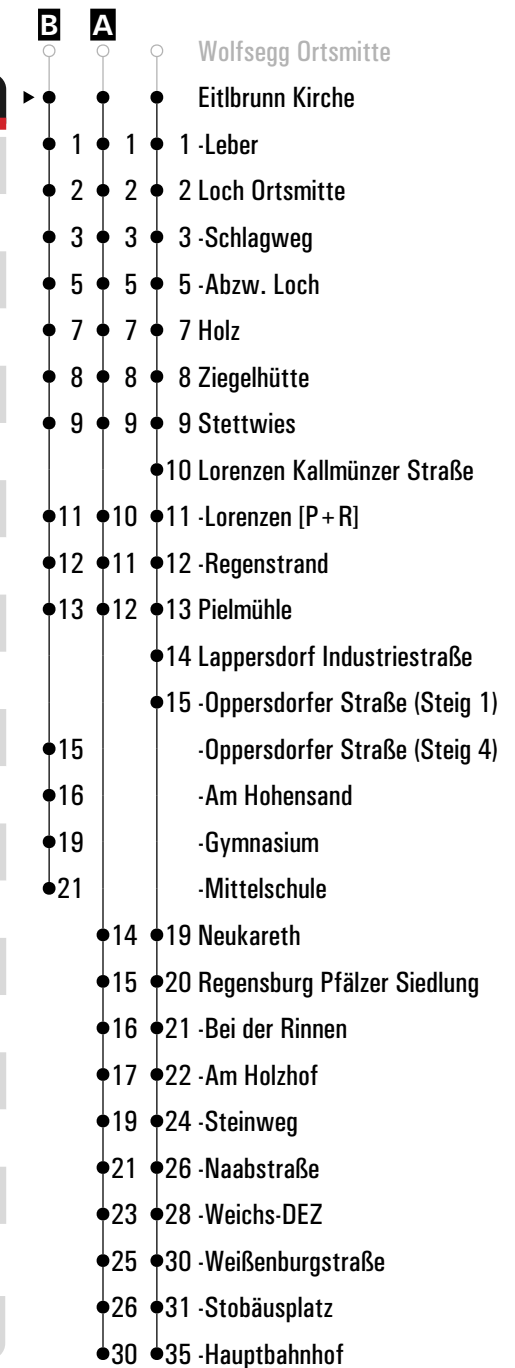 B A
Wolfsegg Ortsmitte
Eitlbrunn Kirche
1 1 1 -Leber
2 2 2 Loch Ortsmitte
3 3 3 -Schlagweg
5 5 5 -Abzw. Loch
7 7 7 Holz
8 8 8 Ziegelhütte
9 9 9 Stettwies
10 Lorenzen Kallmünzer Straße
11 10 11 -Lorenzen [P+R]
12 11 12 -Regenstrand
13 12 13 Pielmühle
14 Lappersdorf Industriestraße
15 -Oppersdorfer Straße (Steig 1)
15 -Oppersdorfer Straße (Steig 4)
16 -Am Hohensand
19 -Gymnasium
21 -Mittelschule
14 19 Neukareth
15 20 Regensburg Pfälzer Siedlung
16 21 -Bei der Rinnen
17 22 -Am Holzhof
19 24 -Steinweg
21 26 -Naabstraße
23 28 -Weichs-DEZ
25 30 -Weißenburgstraße
26 31 -Stobäusplatz
30 35 -Hauptbahnhof